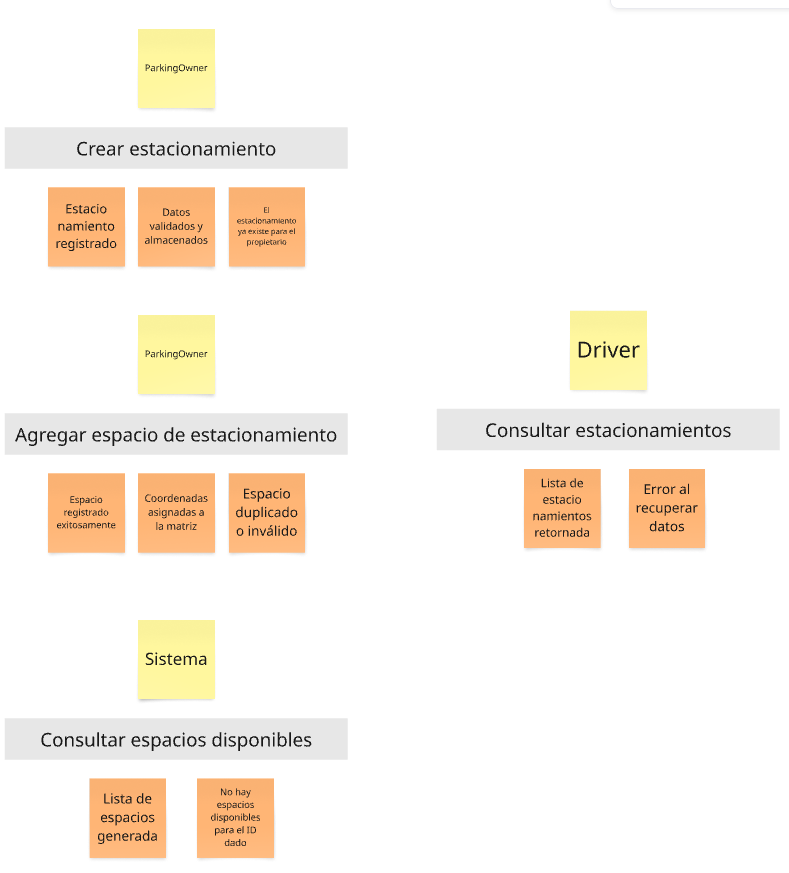 ParkingOwner
Crear estacionamiento
Estacio
namiento
registrado
Datos
validados y
almacenados
El
estacionamiento
ya existe para el
propietario
ParkingOwner
Agregar espacio de estacionamiento
Espacio
registrado
exitosamente
Coordenadas
asignadas a
la matriz
Espacio
duplicado
o inválido
Driver
Consultar estacionamientos
Lista de
estacio
namientos
retornada
Error al
recuperar
datos
Sistema
Consultar espacios disponibles
Lista de
espacios
generada
No hay
espacios
disponibles
para el ID
dado